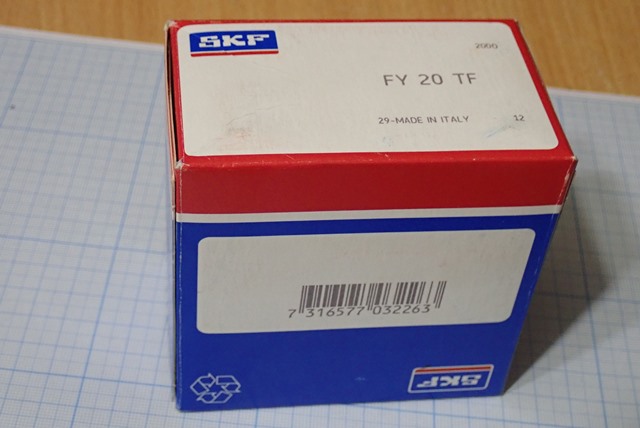 SKF
2000
FY 20 TF
29-MADE IN ITALY 12
7 316577 032263
SKF